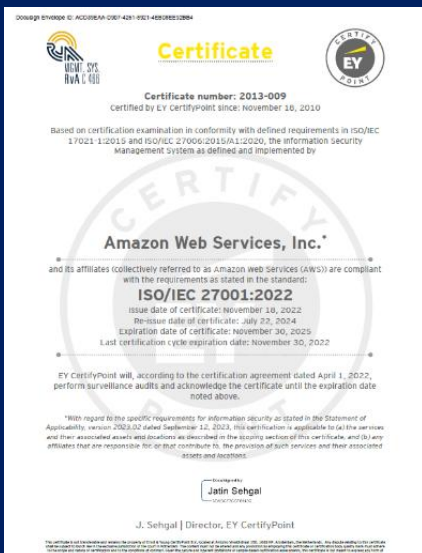 RvA
MGMT. SYS.
RvA C 466
Certificate
CERTIFY
EY
POINT
Certificate number: 2013-009
Certified by EY CertifyPoint since: November 18, 2010
Based on certification examination in conformity with defined requirements in ISO/IEC
17021-1:2015 and ISO/IEC 27006:2015/A1:2020, the Information Security
Management System as defined and implemented by
Amazon Web Services, Inc.*
and its affiliates (collectively referred to as Amazon Web Services (AWS)) are compliant
with the requirements as stated in the standard:
ISO/IEC 27001:2022
Issue date of certificate: November 18, 2022
Re-issue date of certificate: July 22, 2024
Expiration date of certificate: November 30, 2025
Last certification cycle expiration date: November 30, 2022
EY CertifyPoint will, according to the certification agreement dated April 1, 2022,
perform surveillance audits and acknowledge the certificate until the expiration date
noted above.
*With regard to the specific requirements for information security as stated in the Statement of
Applicability, version 2023.02 dated September 12, 2023, this certification is applicable to (a) the services
and their associated assets and locations as described in the scoping section of this certificate, and (b) any
affiliates that are responsible for, or that contribute to, the provision of such services and their associated
assets and locations.
Jatin Sehgal
J. Sehgal | Director, EY CertifyPoint